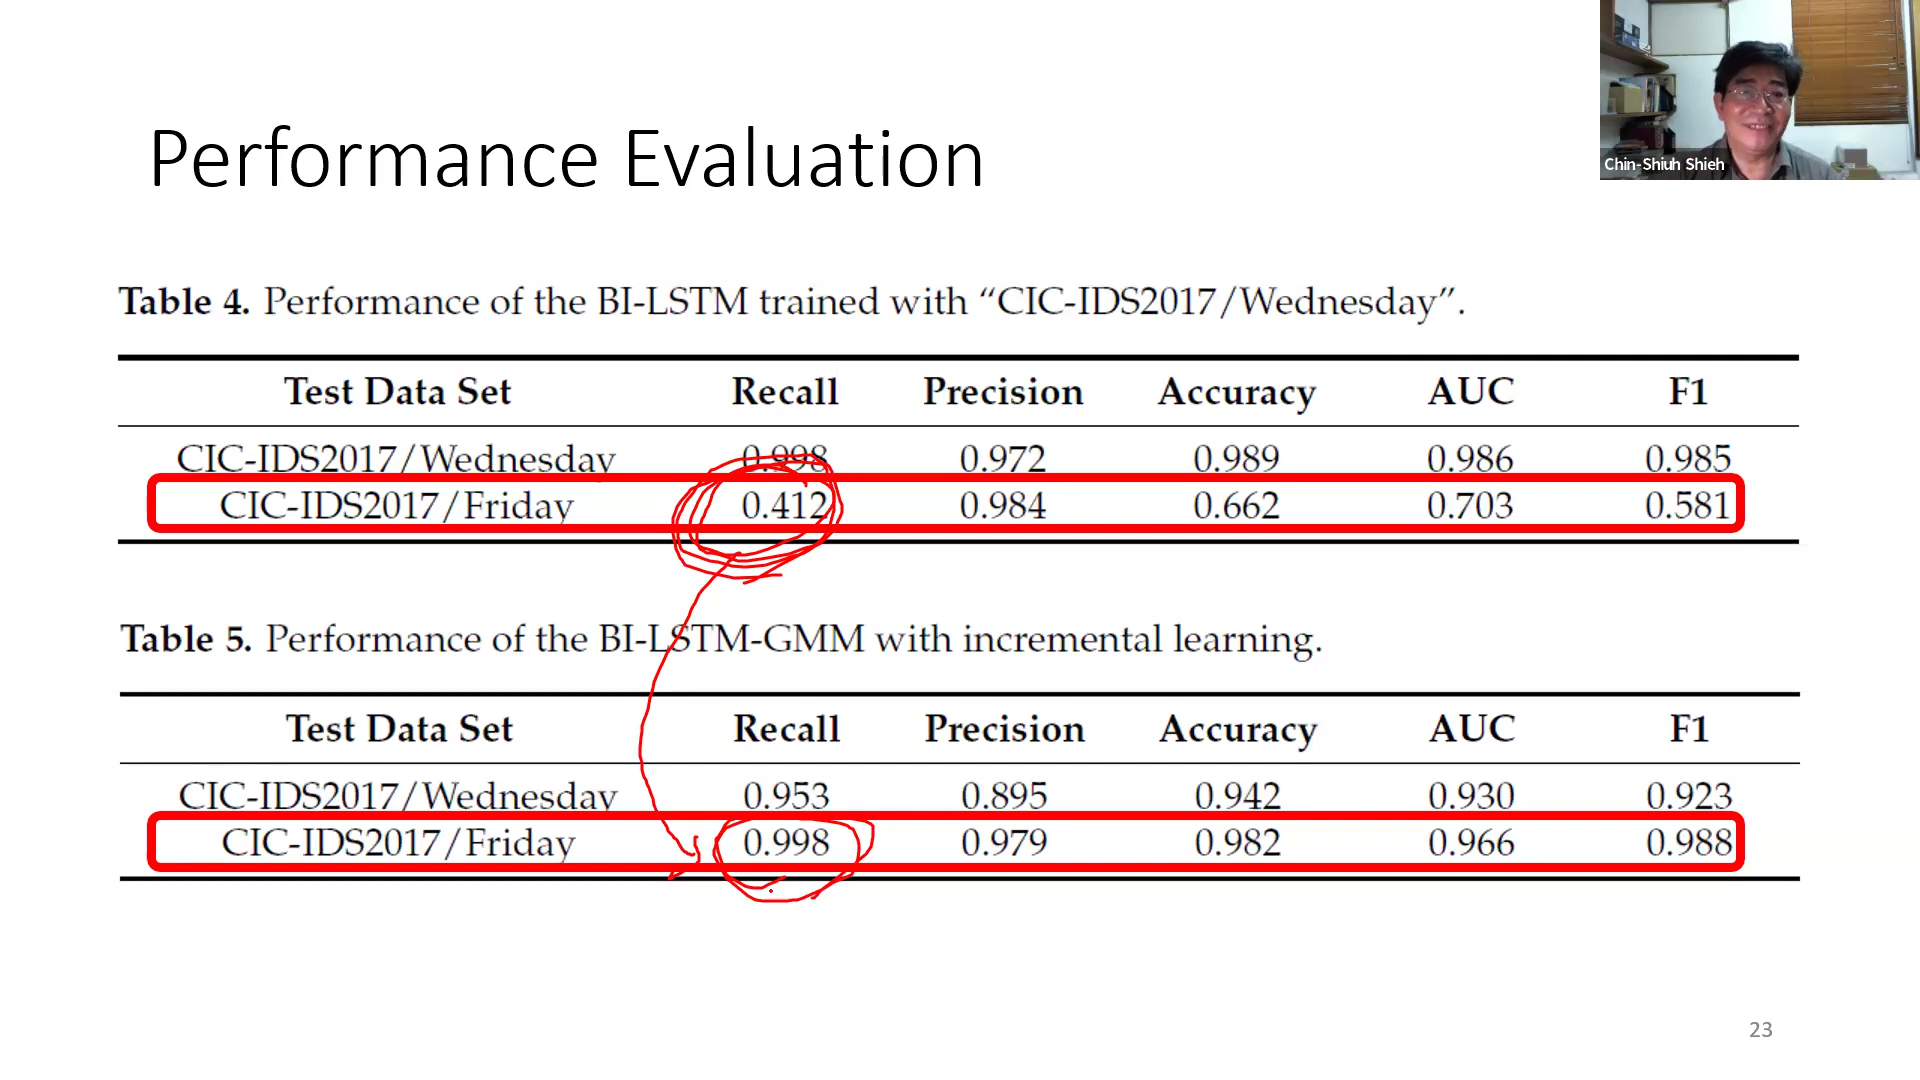 Chin-Shiuh Shieh
Performance Evaluation
Table 4. Performance of the BI-LSTM trained with “CIC-IDS2017/Wednesday”.
Test Data Set Recall Precision Accuracy AUC F1
CIC-IDS2017/Wednesday 0.998 0.972 0.989 0.986 0.985
CIC-IDS2017/Friday 0.412 0.984 0.662 0.703 0.581
Table 5. Performance of the BI-LSTM-GMM with incremental learning.
Test Data Set Recall Precision Accuracy AUC F1
CIC-IDS2017/Wednesday 0.953 0.895 0.942 0.930 0.923
CIC-IDS2017/Friday 0.998 0.979 0.982 0.966 0.988
23